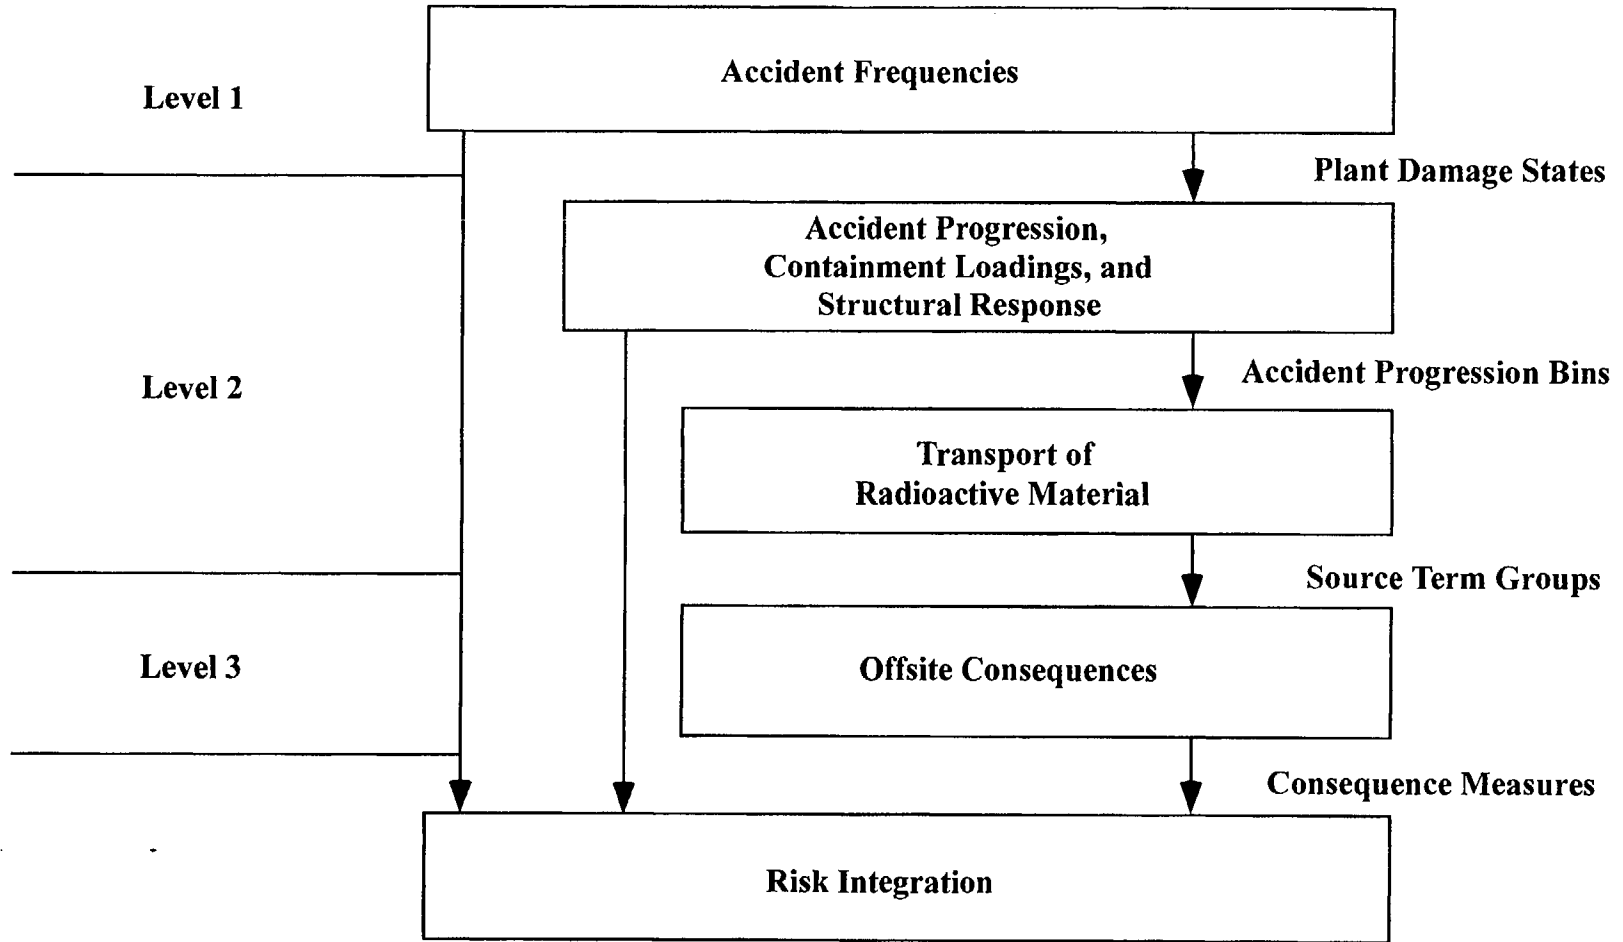 Accident Frequencies
Level 1
Plant Damage States
Accident Progression,
Containment Loadings, and
Structural Response
Level 2
Accident Progression Bins
Transport of
Radioactive Material
Source Term Groups
Level 3
Offsite Consequences
Consequence Measures
Risk Integration